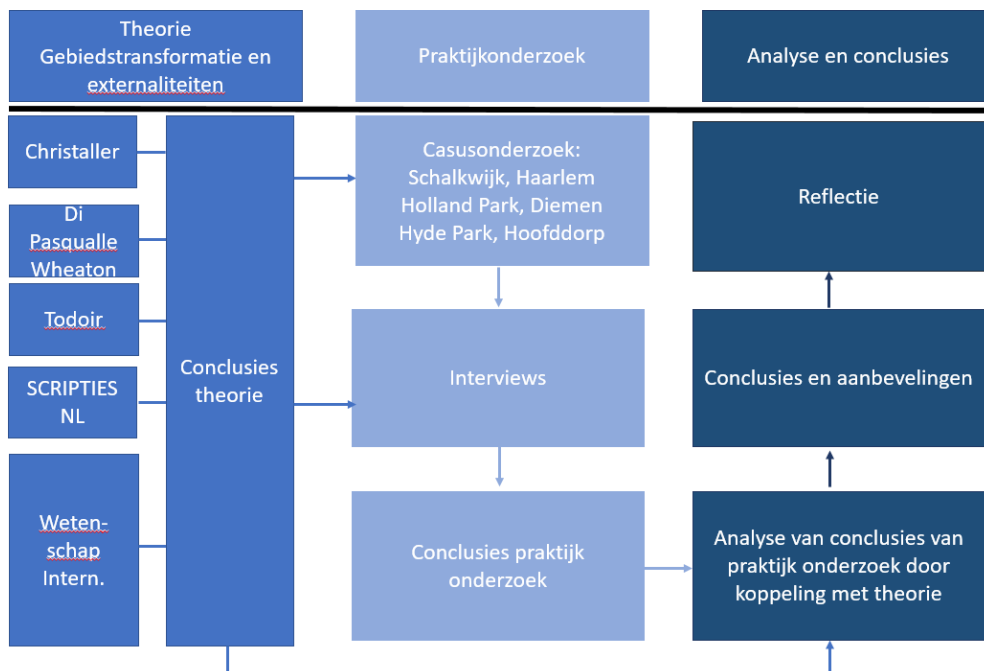 Theorie
Gebiedstransformatie en
externaliteiten
Praktijkonderzoek
Analyse en conclusies
Christaller
Di
Pasqualle
Wheaton
Todoir
SCRIPTIES
NL
Weten-
schap
Intern.
Conclusies
theorie
Casusonderzoek:
Schalkwijk, Haarlem
Holland Park, Diemen
Hyde Park, Hoofddorp
Interviews
Conclusies praktijk
onderzoek
Reflectie
Conclusies en aanbevelingen
Analyse van conclusies van
praktijk onderzoek door
koppeling met theorie